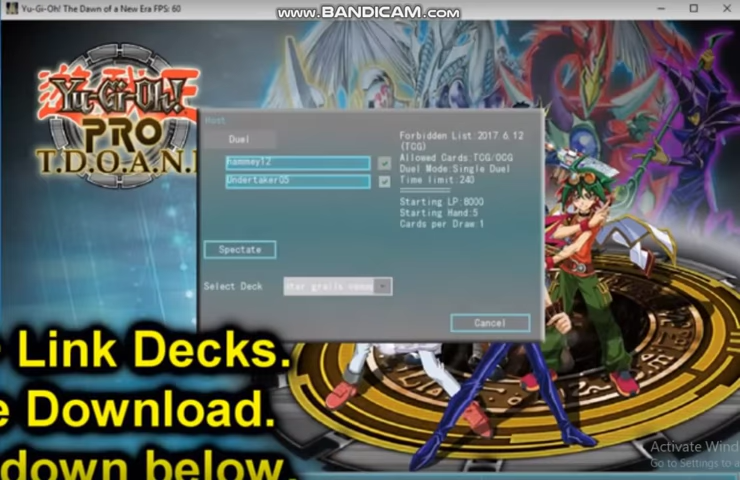 Yu-Gi-Oh! The Dawn of a New Era FPS: 60
www.BANDICAM.com
Yu-Gi-Oh!
PRO
T.D.O.A.N.
Host
Duel
hammey12
Undertaker05
Spectate
Select Deck
Forbidden List:2017.6.12
(TCG)
Allowed Cards:TCG/OCG
Duel Mode:Single Duel
Time limit:240
==========
Starting LP:8000
Starting Hand:5
Cards per Draw:1
Cancel
Link Decks.
e Download.
down below.
Activate Wind
Go to Settings to a